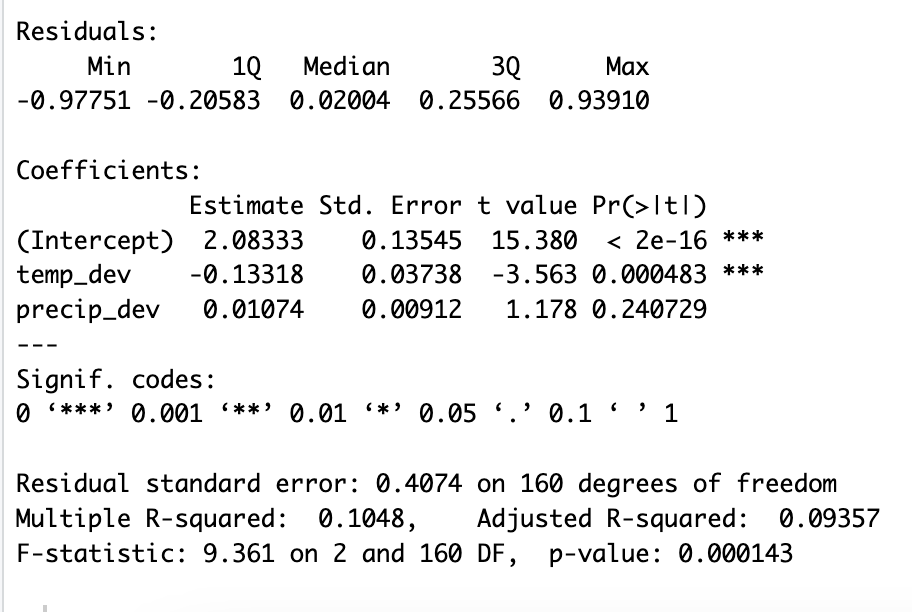 Residuals:
     Min       1Q   Median       3Q      Max
-0.97751 -0.20583  0.02004  0.25566  0.93910

Coefficients:
            Estimate Std. Error t value Pr(>|t|)
(Intercept)  2.08333    0.13545  15.380  < 2e-16 ***
temp_dev    -0.13318    0.03738  -3.563 0.000483 ***
precip_dev   0.01074    0.00912   1.178 0.240729
---
Signif. codes:
0 ‘***’ 0.001 ‘**’ 0.01 ‘*’ 0.05 ‘.’ 0.1 ‘ ’ 1

Residual standard error: 0.4074 on 160 degrees of freedom
Multiple R-squared:  0.1048,	Adjusted R-squared:  0.09357
F-statistic: 9.361 on 2 and 160 DF,  p-value: 0.000143